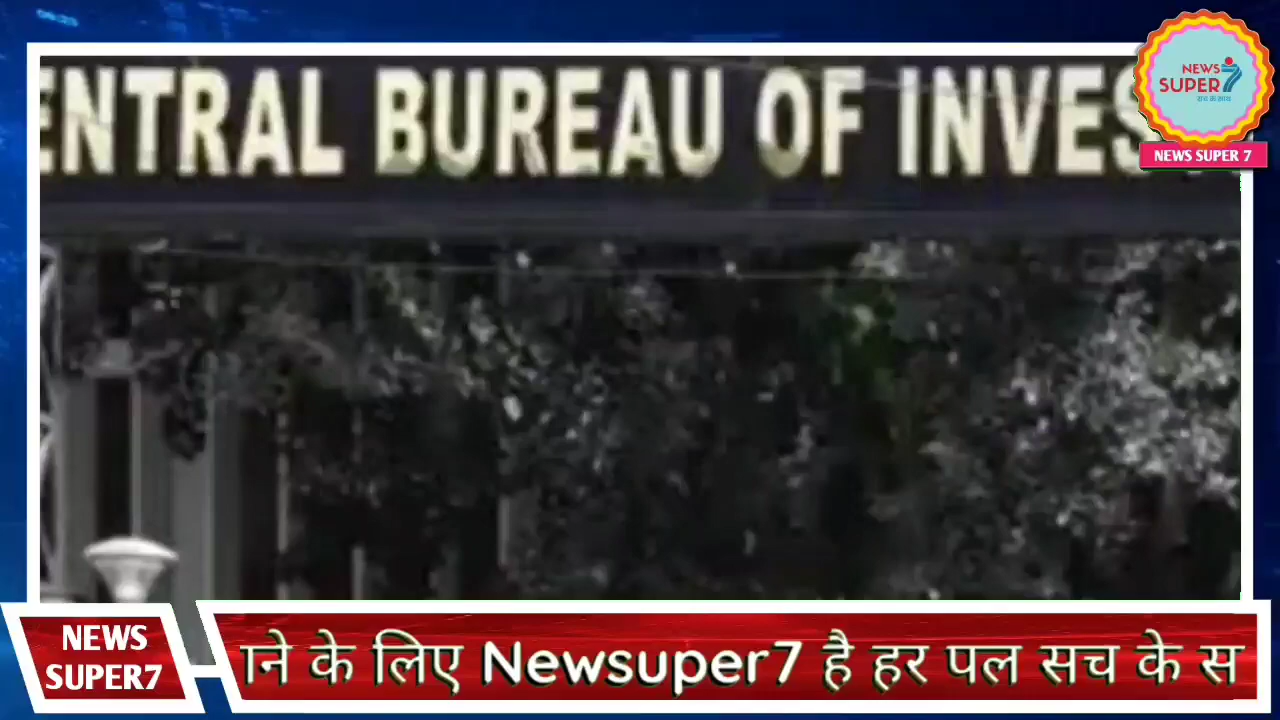 ENTRAL BUREAU OF INVES
NEWS
SUPER7
NEWS SUPER 7
NEWS
SUPER7
ाने के लिए Newsuper7 है हर पल सच के स